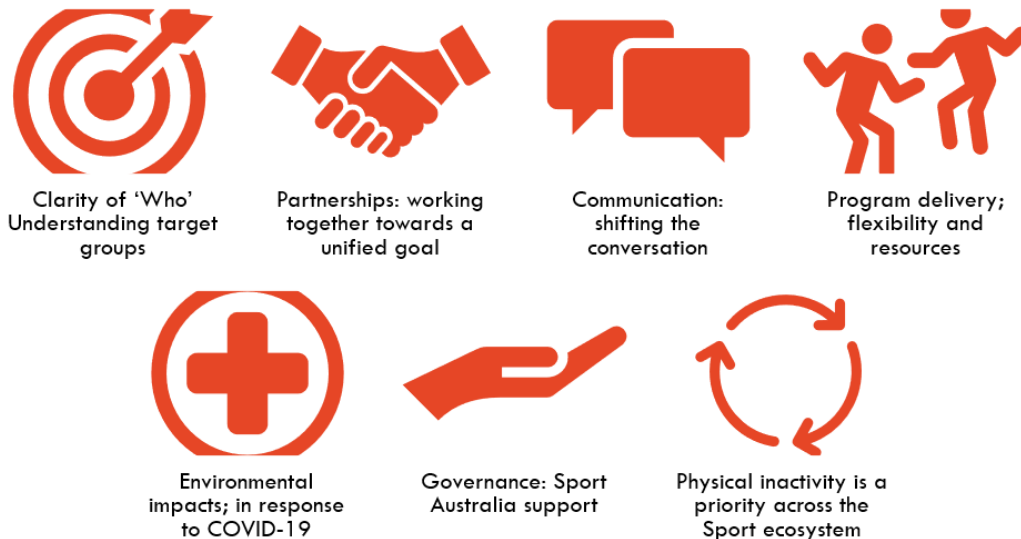 Clarity of ‘Who’
Understanding target
groups
Partnerships: working
together towards a
unified goal
Communication:
shifting the
conversation
Program delivery;
flexibility and
resources
Environmental
impacts; in response
to COVID-19
Governance: Sport
Australia support
Physical inactivity is a
priority across the
Sport ecosystem